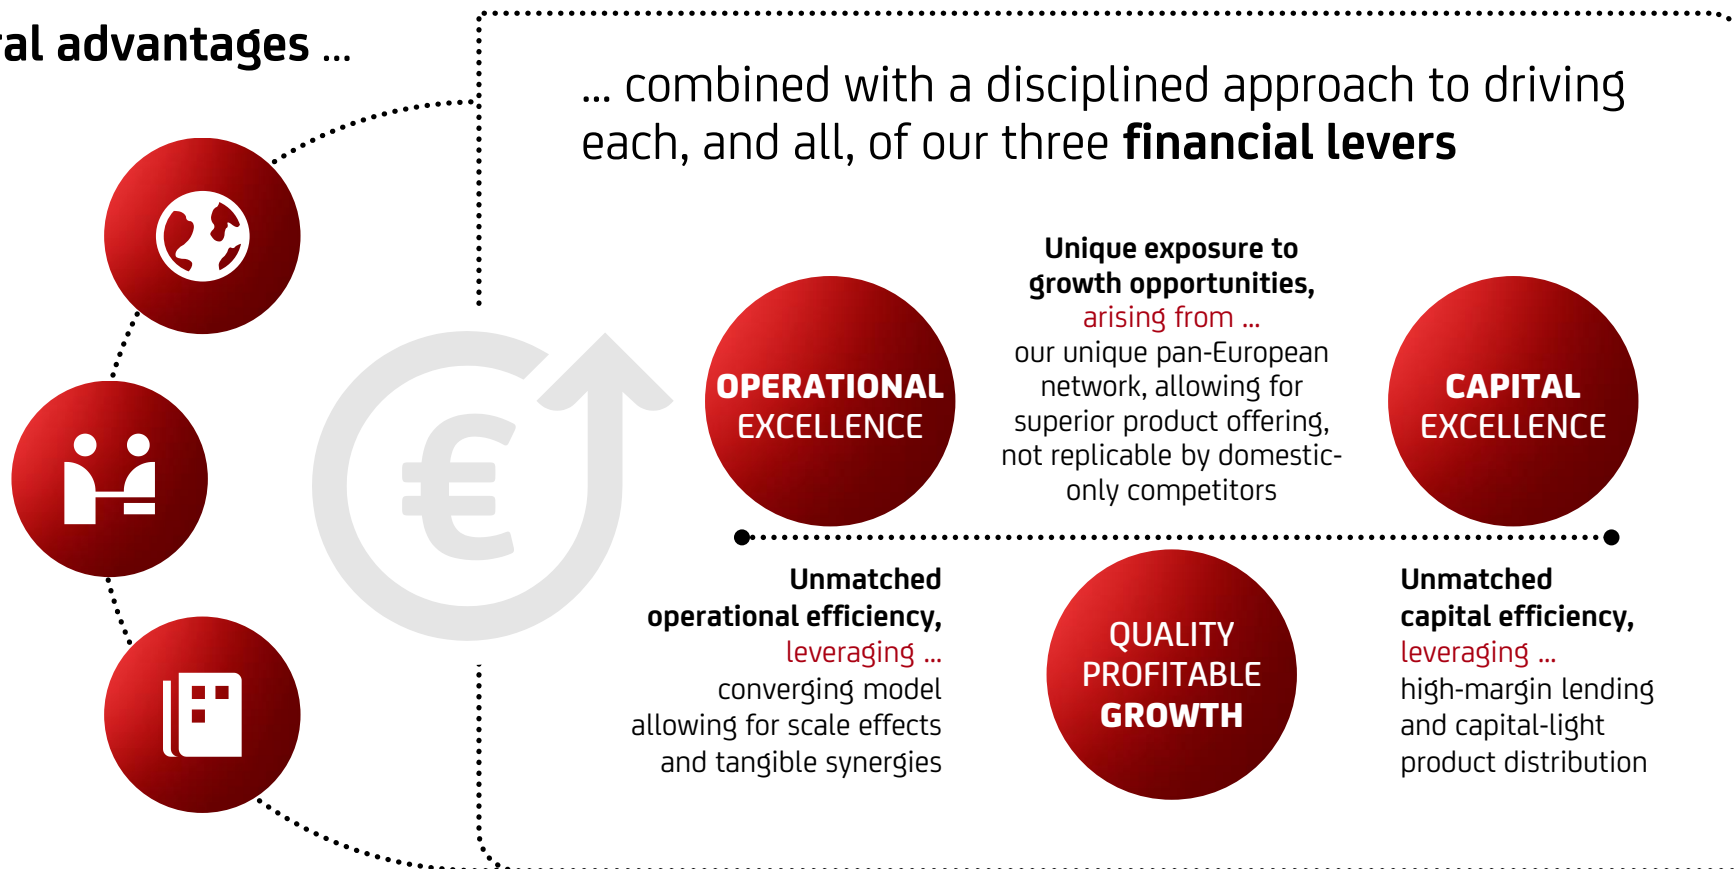 advantages ...
... combined with a disciplined approach to driving
each, and all, of our three financial levers
OPERATIONAL
EXCELLENCE
Unique exposure to
growth opportunities,
arising from ...
our unique pan-European
network, allowing for
superior product offering,
not replicable by domestic-
only competitors
CAPITAL
EXCELLENCE
€
Unmatched
operational efficiency,
leveraging ...
converging model
allowing for scale effects
and tangible synergies
QUALITY
PROFITABLE
GROWTH
Unmatched
capital efficiency,
leveraging ...
high-margin lending
and capital-light
product distribution